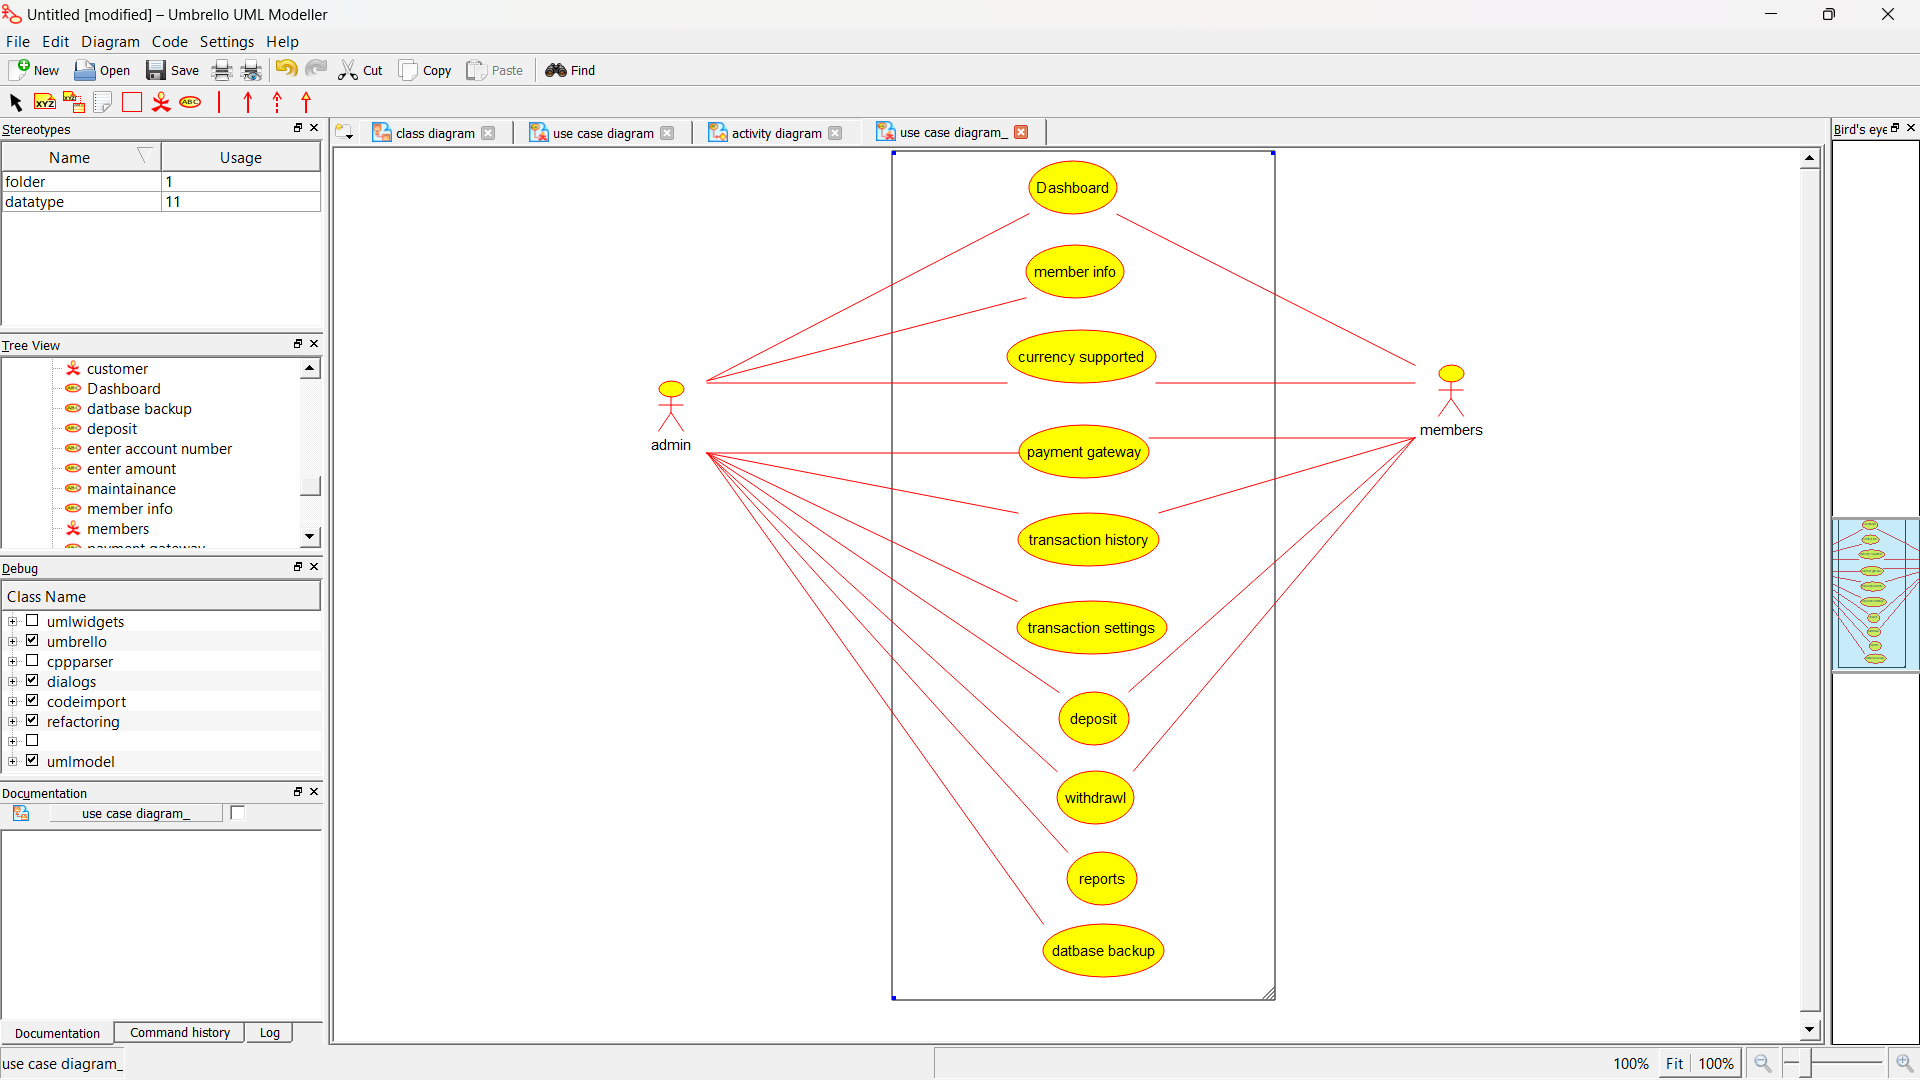 Untitled [modified] – Umbrello UML Modeller
File Edit Diagram Code Settings Help
New Open Save Cut Copy Paste Find
XYZ XYZ ABC
Stereotypes
Name Usage
folder 1
datatype 11
Tree View
customer
Dashboard
datbase backup
deposit
enter account number
enter amount
maintainance
member info
members
payment gateway
Debug
Class Name
umlwidgets
umbrello
cppparser
dialogs
codeimport
refactoring
umlmodel
Documentation
use case diagram_
Documentation Command history Log
use case diagram_
class diagram use case diagram activity diagram use case diagram_
Dashboard
member info
currency supported
admin
members
payment gateway
transaction history
transaction settings
deposit
withdrawl
reports
datbase backup
Bird's eye
100% Fit 100%